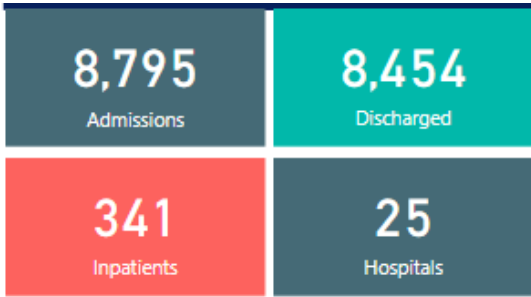 8,795
Admissions
8,454
Discharged
341
Inpatients
25
Hospitals